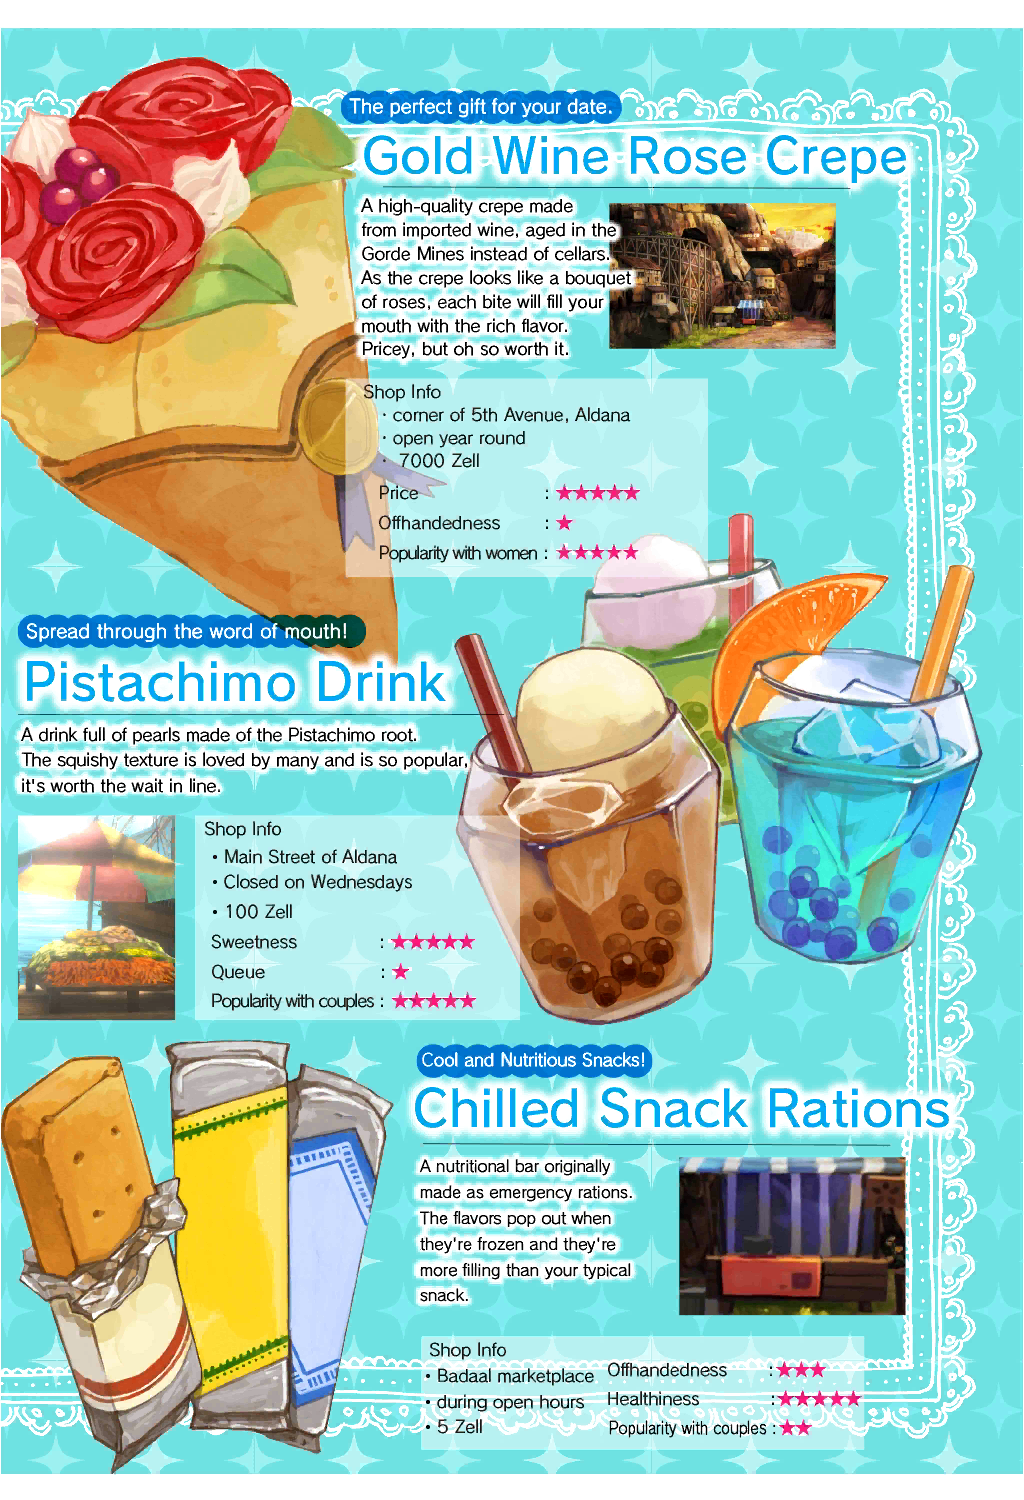 The perfect gift for your date.
Gold Wine Rose Crepe
A high-quality crepe made
from imported wine, aged in the
Gorde Mines instead of cellars.
As the crepe looks like a bouquet
of roses, each bite will fill your
mouth with the rich flavor.
Pricey, but oh so worth it.
Shop Info
・corner of 5th Avenue, Aldana
・open year round
・ 7000 Zell
Price : ★★★★★
Offhandedness : ★
Popularity with women : ★★★★★
Spread through the word of mouth!
Pistachimo Drink
A drink full of pearls made of the Pistachimo root.
The squishy texture is loved by many and is so popular,
it's worth the wait in line.
Shop Info
・Main Street of Aldana
・Closed on Wednesdays
・100 Zell
Sweetness : ★★★★★
Queue : ★
Popularity with couples : ★★★★★
Cool and Nutritious Snacks!
Chilled Snack Rations
A nutritional bar originally
made as emergency rations.
The flavors pop out when
they're frozen and they're
more filling than your typical
snack.
Shop Info
・Badaal marketplace
・during open hours
・5 Zell
Offhandedness : ★★★
Healthiness : ★★★★★
Popularity with couples : ★★